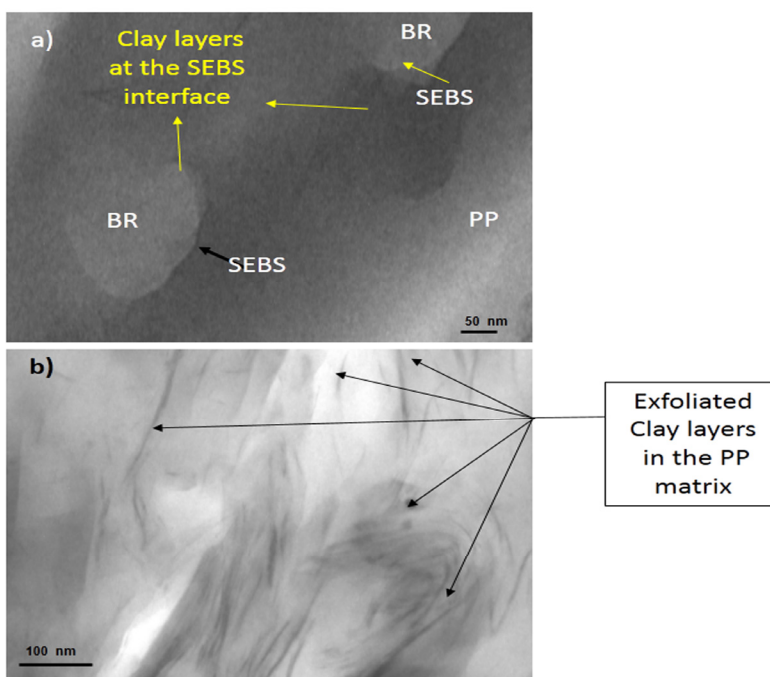 a)
Clay layers
at the SEBS
interface
BR
SEBS
BR
PP
SEBS
50 nm
b)
Exfoliated
Clay layers
in the PP
matrix
100 nm